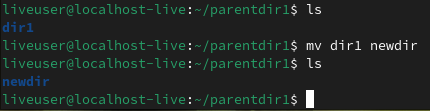 liveuser@localhost-live:~/parentdir1$ ls
dir1
liveuser@localhost-live:~/parentdir1$ mv dir1 newdir
liveuser@localhost-live:~/parentdir1$ ls
newdir
liveuser@localhost-live:~/parentdir1$